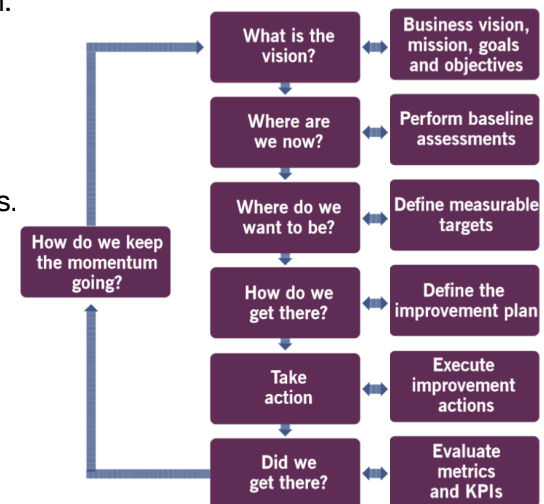 What is the
vision?
Business vision,
mission, goals
and objectives
Where are
we now?
Perform baseline
assessments
s.
Where do we
want to be?
Define measurable
targets
How do we keep
the momentum
going?
How do we
get there?
Define the
improvement plan
Take
action
Execute
improvement
actions
Did we
get there?
Evaluate
metrics
and KPIs